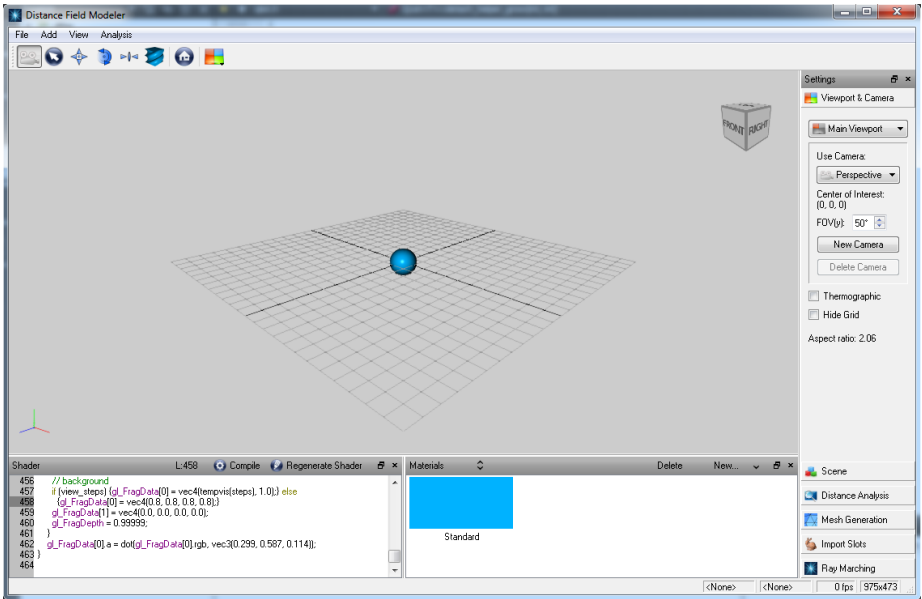 Distance Field Modeler
File Add View Analysis
Settings
Viewport & Camera
FRONT RIGHT
Main Viewport
Use Camera:
Perspective
Center of Interest:
(0, 0, 0)
FOV(y): 50°
New Camera
Delete Camera
Thermographic
Hide Grid
Aspect ratio: 2.06
Shader L:458 Compile Regenerate Shader
456 // background
457 if (view_steps) {gl_FragData[0] = vec4(tempvis(steps), 1.0);} else
458 {gl_FragData[0] = vec4(0.8, 0.8, 0.8, 0.8);}
459 gl_FragData[1] = vec4(0.0, 0.0, 0.0, 0.0);
460 gl_FragDepth = 0.99999;
461 }
462 gl_FragData[0].a = dot(gl_FragData[0].rgb, vec3(0.299, 0.587, 0.114));
463 }
464
Materials Delete New...
Standard
Scene
Distance Analysis
Mesh Generation
Import Slots
Ray Marching
<None> <None> 0 fps 975x473